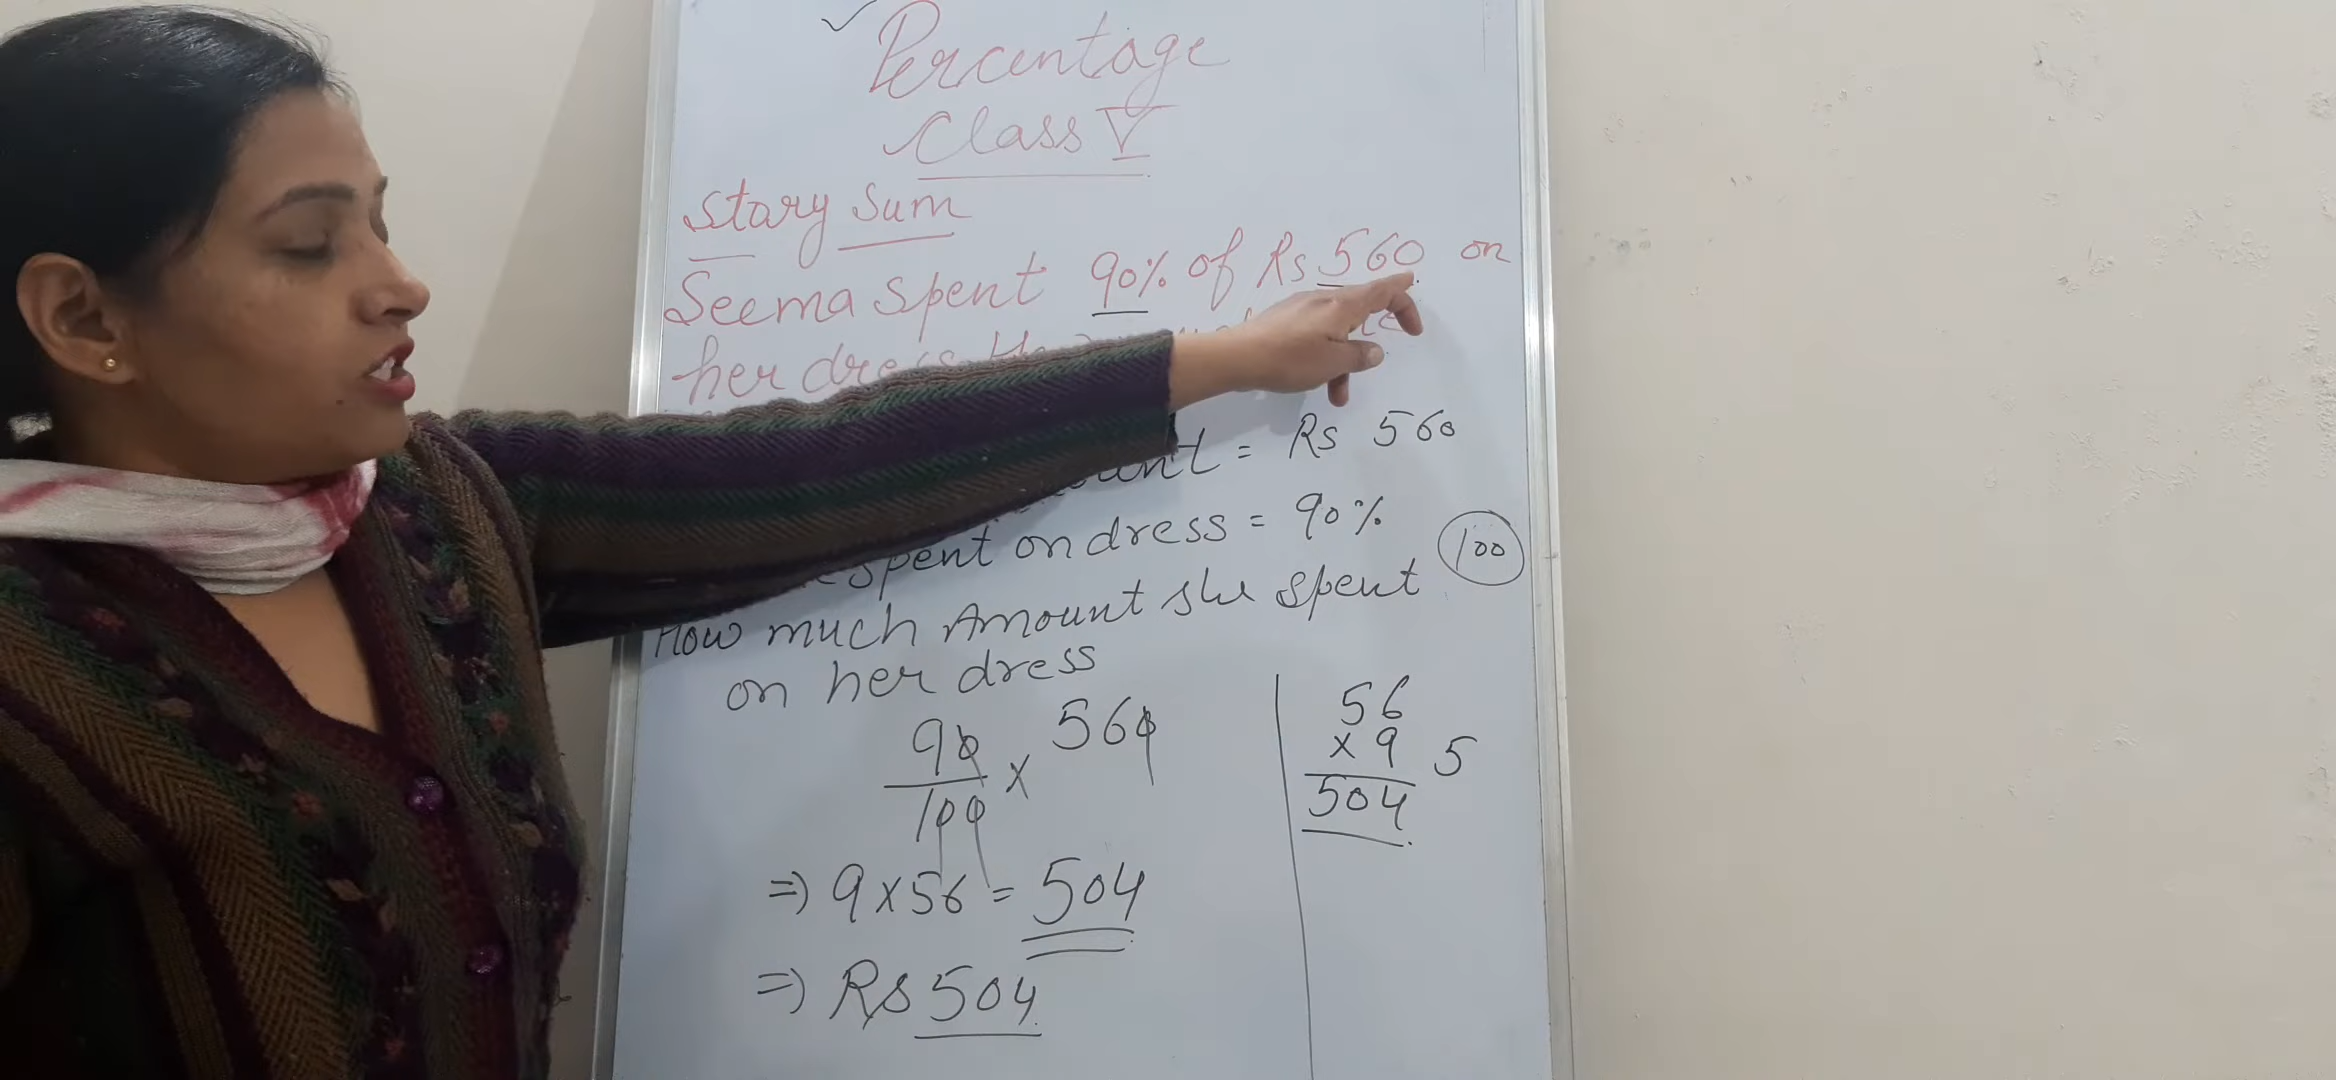 Percentage
Class V
Stary Sum
Seema spent 90% of Rs 560 on
her dress
= Rs 560
spent on dress = 90%
100
How much Amount she spent
on her dress
90/100 × 560
⇒ 9×56 = 504
⇒ Rs 504
56
× 9 5
504